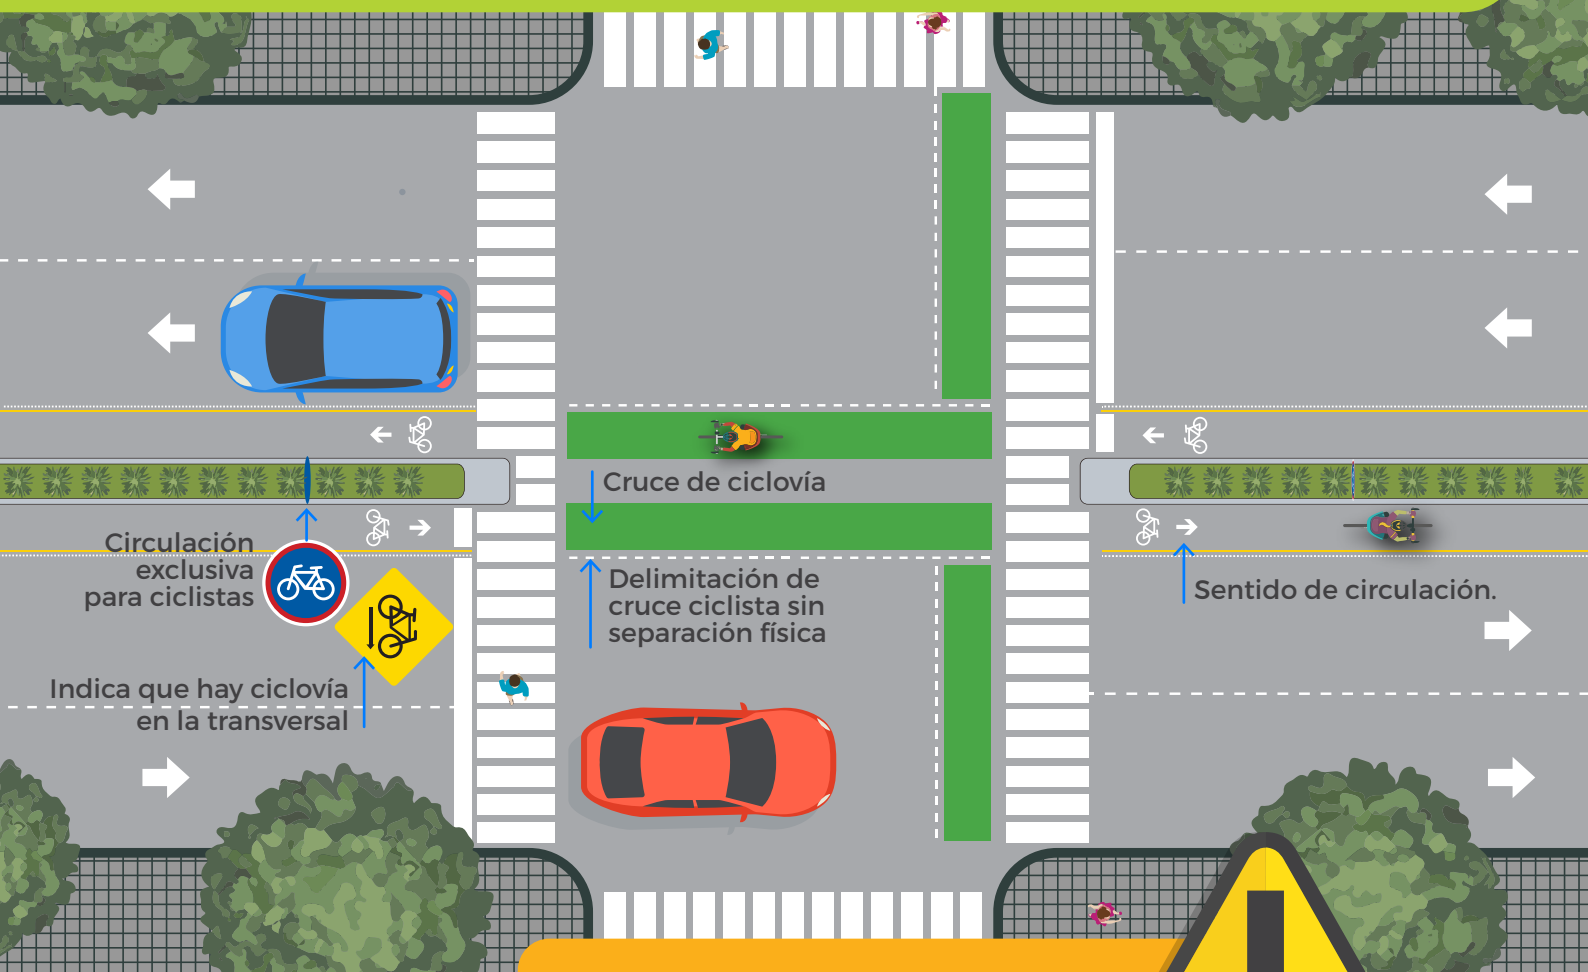 Cruce de ciclovía
Circulación
exclusiva
para ciclistas
Delimitación de
cruce ciclista sin
separación física
Sentido de circulación.
Indica que hay ciclovía
en la transversal